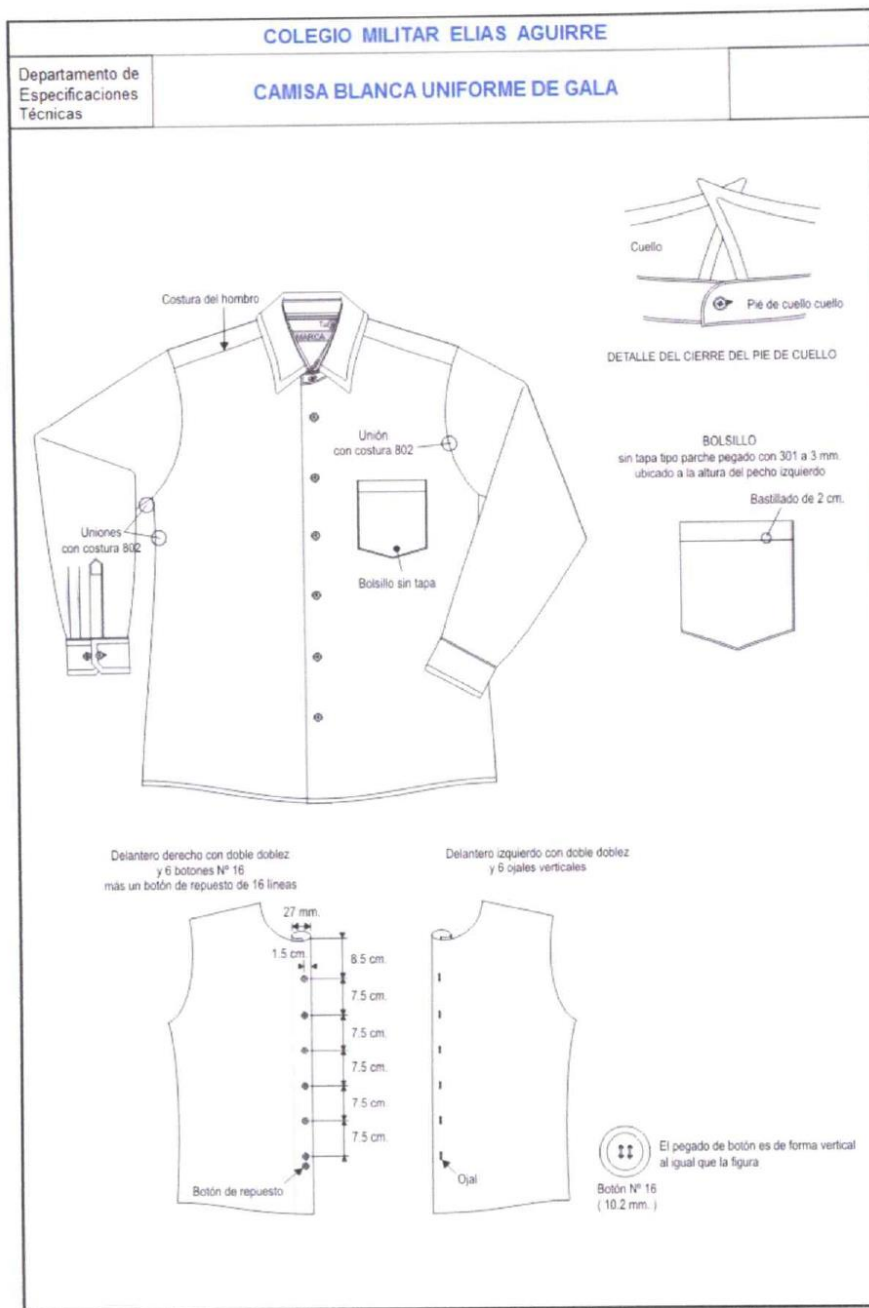 COLEGIO MILITAR ELIAS AGUIRRE
Departamento de
Especificaciones
Técnicas
CAMISA BLANCA UNIFORME DE GALA
Cuello
Pié de cuello cuello
DETALLE DEL CIERRE DEL PIE DE CUELLO
Costura del hombro
MARCA
Unión
con costura 802
Uniones
con costura 802
Bolsillo sin tapa
BOLSILLO
sin tapa tipo parche pegado con 301 a 3 mm.
ubicado a la altura del pecho izquierdo
Bastillado de 2 cm.
Delantero derecho con doble doblez
y 6 botones Nº 16
más un botón de repuesto de 16 líneas
27 mm.
1.5 cm.
8.5 cm.
7.5 cm.
7.5 cm.
7.5 cm.
7.5 cm.
7.5 cm.
Botón de repuesto
Delantero izquierdo con doble doblez
y 6 ojales verticales
Ojal
El pegado de botón es de forma vertical
al igual que la figura
Botón Nº 16
( 10.2 mm. )